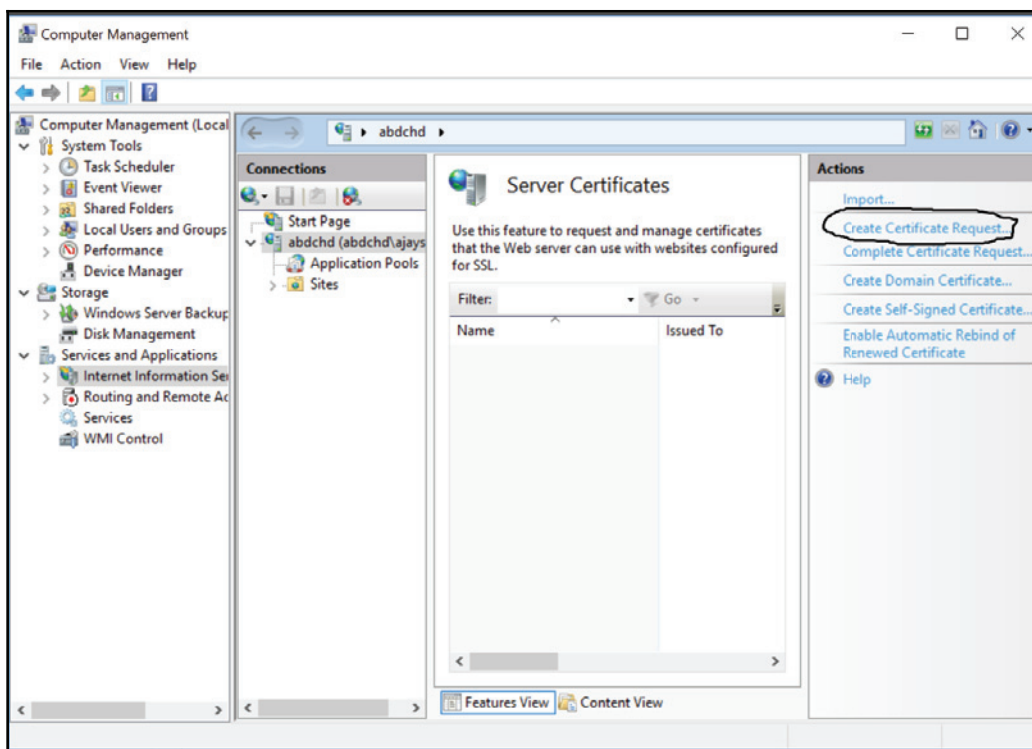 Computer Management
File Action View Help
Computer Management (Local
System Tools
Task Scheduler
Event Viewer
Shared Folders
Local Users and Groups
Performance
Device Manager
Storage
Windows Server Backup
Disk Management
Services and Applications
Internet Information Ser
Routing and Remote Ac
Services
WMI Control
abdchd
Connections
Start Page
abdchd (abdchd\ajays
Application Pools
Sites
Server Certificates
Use this feature to request and manage certificates
that the Web server can use with websites configured
for SSL.
Filter: Go
Name Issued To
Features View Content View
Actions
Import...
Create Certificate Request...
Complete Certificate Request...
Create Domain Certificate...
Create Self-Signed Certificate...
Enable Automatic Rebind of
Renewed Certificate
Help